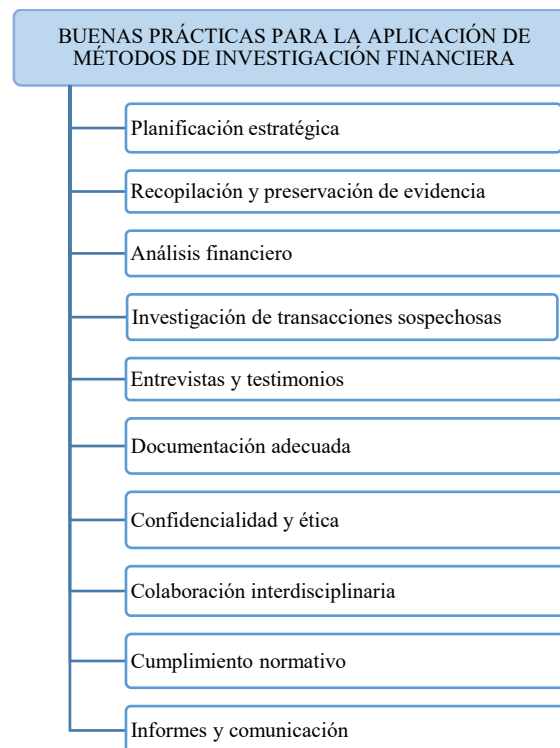 BUENAS PRÁCTICAS PARA LA APLICACIÓN DE
MÉTODOS DE INVESTIGACIÓN FINANCIERA
Planificación estratégica
Recopilación y preservación de evidencia
Análisis financiero
Investigación de transacciones sospechosas
Entrevistas y testimonios
Documentación adecuada
Confidencialidad y ética
Colaboración interdisciplinaria
Cumplimiento normativo
Informes y comunicación